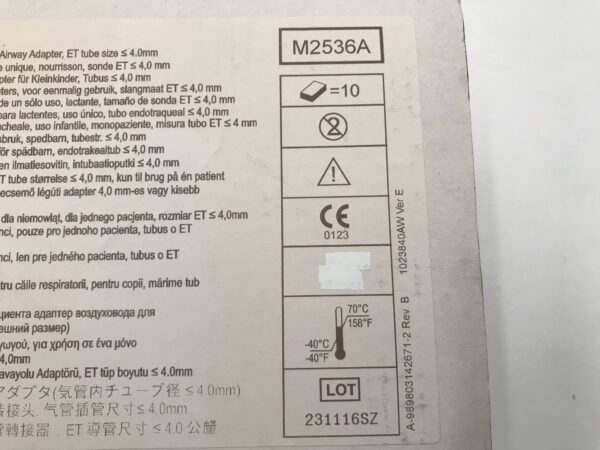 Airway Adapter, ET tube size ≤ 4.0mm
e unique, nourrisson, sonde ET ≤ 4,0 mm
pter für Kleinkinder, Tubus ≤ 4,0 mm
ters, voor eenmalig gebruik, slangmaat ET ≤ 4,0 mm
de un sólo uso, lactante, tamaño de sonda ET ≤ 4,0 mm
para lactentes, uso único, tubo endotraqueal ≤ 4,0 mm
cheale, uso infantile, monopaziente, misura tubo ET ≤ 4 mm
sbruk, spedbarn, tubestr. ≤ 4,0 mm
för spädbarn, endotrakealtub ≤ 4,0 mm
en ilmatiesovitin, intubaatioputki ≤ 4,0 mm
T tube størrelse ≤ 4,0 mm, kun til brug på én patient
ecsemő légúti adapter 4,0 mm-es vagy kisebb
dla niemowląt, dla jednego pacjenta, rozmiar ET ≤ 4,0mm
nci, pouze pro jednoho pacienta, tubus o ET
nci, len pre jedného pacienta, tubus o ET
tru căile respiratorii, pentru copii, mărime tub
циента адаптер воздуховода для
ешний размер)
γωγού, για χρήση σε ένα μόνο
4,0mm
avayolu Adaptörü, ET tüp boyutu ≤ 4.0mm
アダプタ(気管内チューブ径 ≤ 4.0mm)
接头, 气管插管尺寸≤ 4.0mm
轉接器, ET 導管尺寸 ≤ 4.0 公釐
M2536A
=10
2
!
CE
0123
70°C
158°F
-40°C
-40°F
LOT
231116SZ
A-989803142671-2 Rev. B 1023840AW Ver E